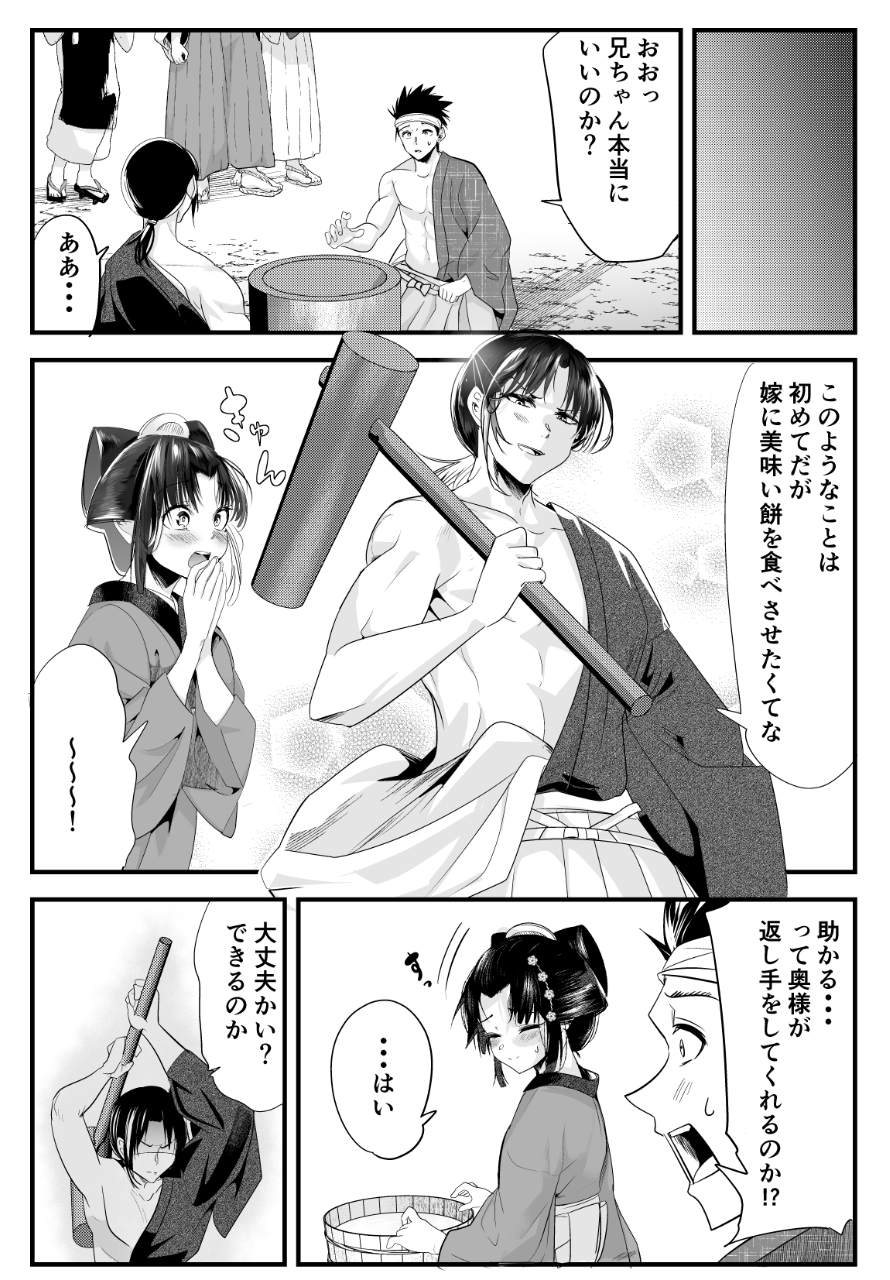 おおっ
兄ちゃん本当に
いいのか？
ああ・・・
このようなことは
初めてだが
嫁に美味い餅を食べさせたくてな
きゅん
～～～！
助かる・・・
って奥様が
返し手をしてくれるのか!?
すっ
・・・はい
大丈夫かい？
できるのか